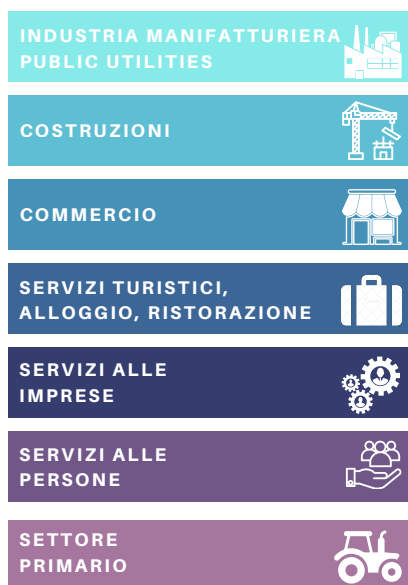 INDUSTRIA MANIFATTURIERA
PUBLIC UTILITIES
COSTRUZIONI
COMMERCIO
SERVIZI TURISTICI,
ALLOGGIO, RISTORAZIONE
SERVIZI ALLE
IMPRESE
SERVIZI ALLE
PERSONE
SETTORE
PRIMARIO